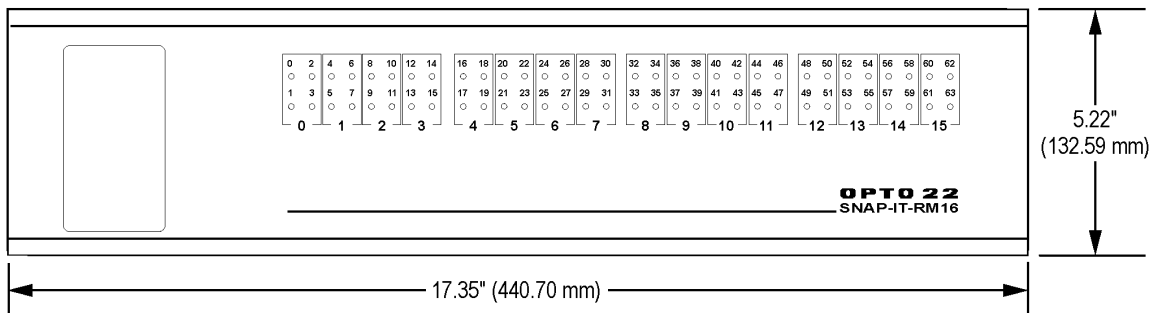 0 2 4 6 8 10 12 14 16 18 20 22 24 26 28 30 32 34 36 38 40 42 44 46 48 50 52 54 56 58 60 62
1 3 5 7 9 11 13 15 17 19 21 23 25 27 29 31 33 35 37 39 41 43 45 47 49 51 53 55 57 59 61 63
0 1 2 3 4 5 6 7 8 9 10 11 12 13 14 15
5.22"
(132.59 mm)
OPTO 22
SNAP-IT-RM16
17.35" (440.70 mm)